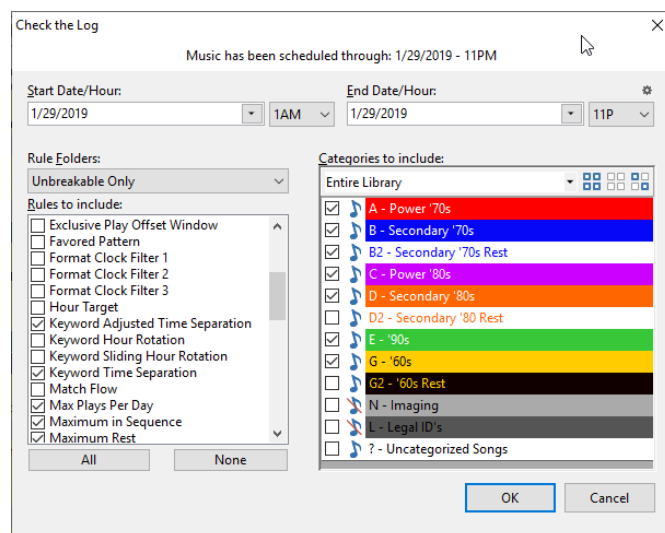 Check the Log
Music has been scheduled through: 1/29/2019 - 11PM
Start Date/Hour:
End Date/Hour:
1/29/2019
1AM
1/29/2019
11P
Rule Folders:
Unbreakable Only
Rules to include:
Exclusive Play Offset Window
Favored Pattern
Format Clock Filter 1
Format Clock Filter 2
Format Clock Filter 3
Hour Target
Keyword Adjusted Time Separation
Keyword Hour Rotation
Keyword Sliding Hour Rotation
Keyword Time Separation
Match Flow
Max Plays Per Day
Maximum in Sequence
Maximum Rest
All
None
Categories to include:
Entire Library
A - Power '70s
B - Secondary '70s
B2 - Secondary '70s Rest
C - Power '80s
D - Secondary '80s
D2 - Secondary '80 Rest
E - '90s
G - '60s
G2 - '60s Rest
N - Imaging
L - Legal ID's
? - Uncategorized Songs
OK
Cancel